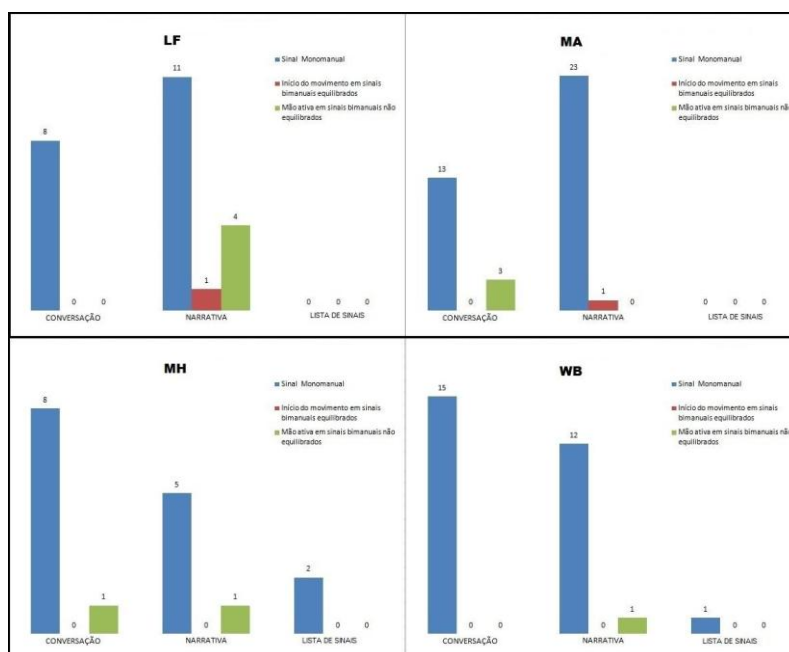 LF
Sinal Monomanual
Início do movimento em sinais
bimanuais equilibrados
Mão ativa em sinais bimanuais não
equilibrados
8
0
0
11
1
4
0
0
0
CONVERSAÇÃO
NARRATIVA
LISTA DE SINAIS
MA
Sinal Monomanual
Início do movimento em sinais
bimanuais equilibrados
Mão ativa em sinais bimanuais não
equilibrados
13
0
3
23
1
0
0
0
0
CONVERSAÇÃO
NARRATIVA
LISTA DE SINAIS
MH
Sinal Monomanual
Início do movimento em sinais
bimanuais equilibrados
Mão ativa em sinais bimanuais não
equilibrados
8
0
1
5
0
1
2
0
0
CONVERSAÇÃO
NARRATIVA
LISTA DE SINAIS
WB
Sinal Monomanual
Início do movimento em sinais
bimanuais equilibrados
Mão ativa em sinais bimanuais não
equilibrados
15
0
0
12
0
1
1
0
0
CONVERSAÇÃO
NARRATIVA
LISTA DE SINAIS